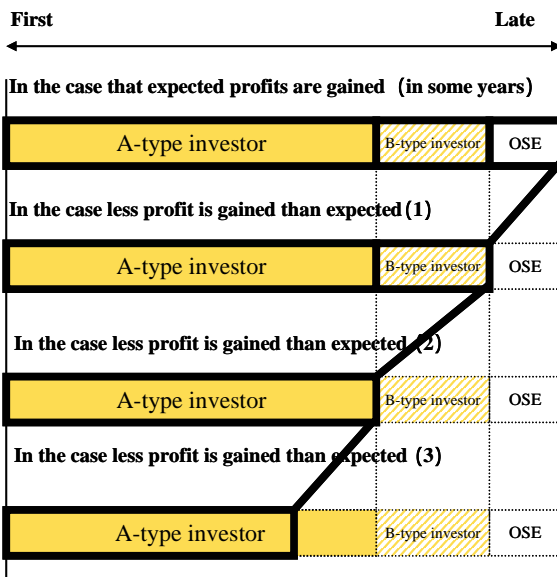 First Late
In the case that expected profits are gained (in some years)
A-type investor B-type investor OSE
In the case less profit is gained than expected (1)
A-type investor B-type investor OSE
In the case less profit is gained than expected (2)
A-type investor B-type investor OSE
In the case less profit is gained than expected (3)
A-type investor B-type investor OSE